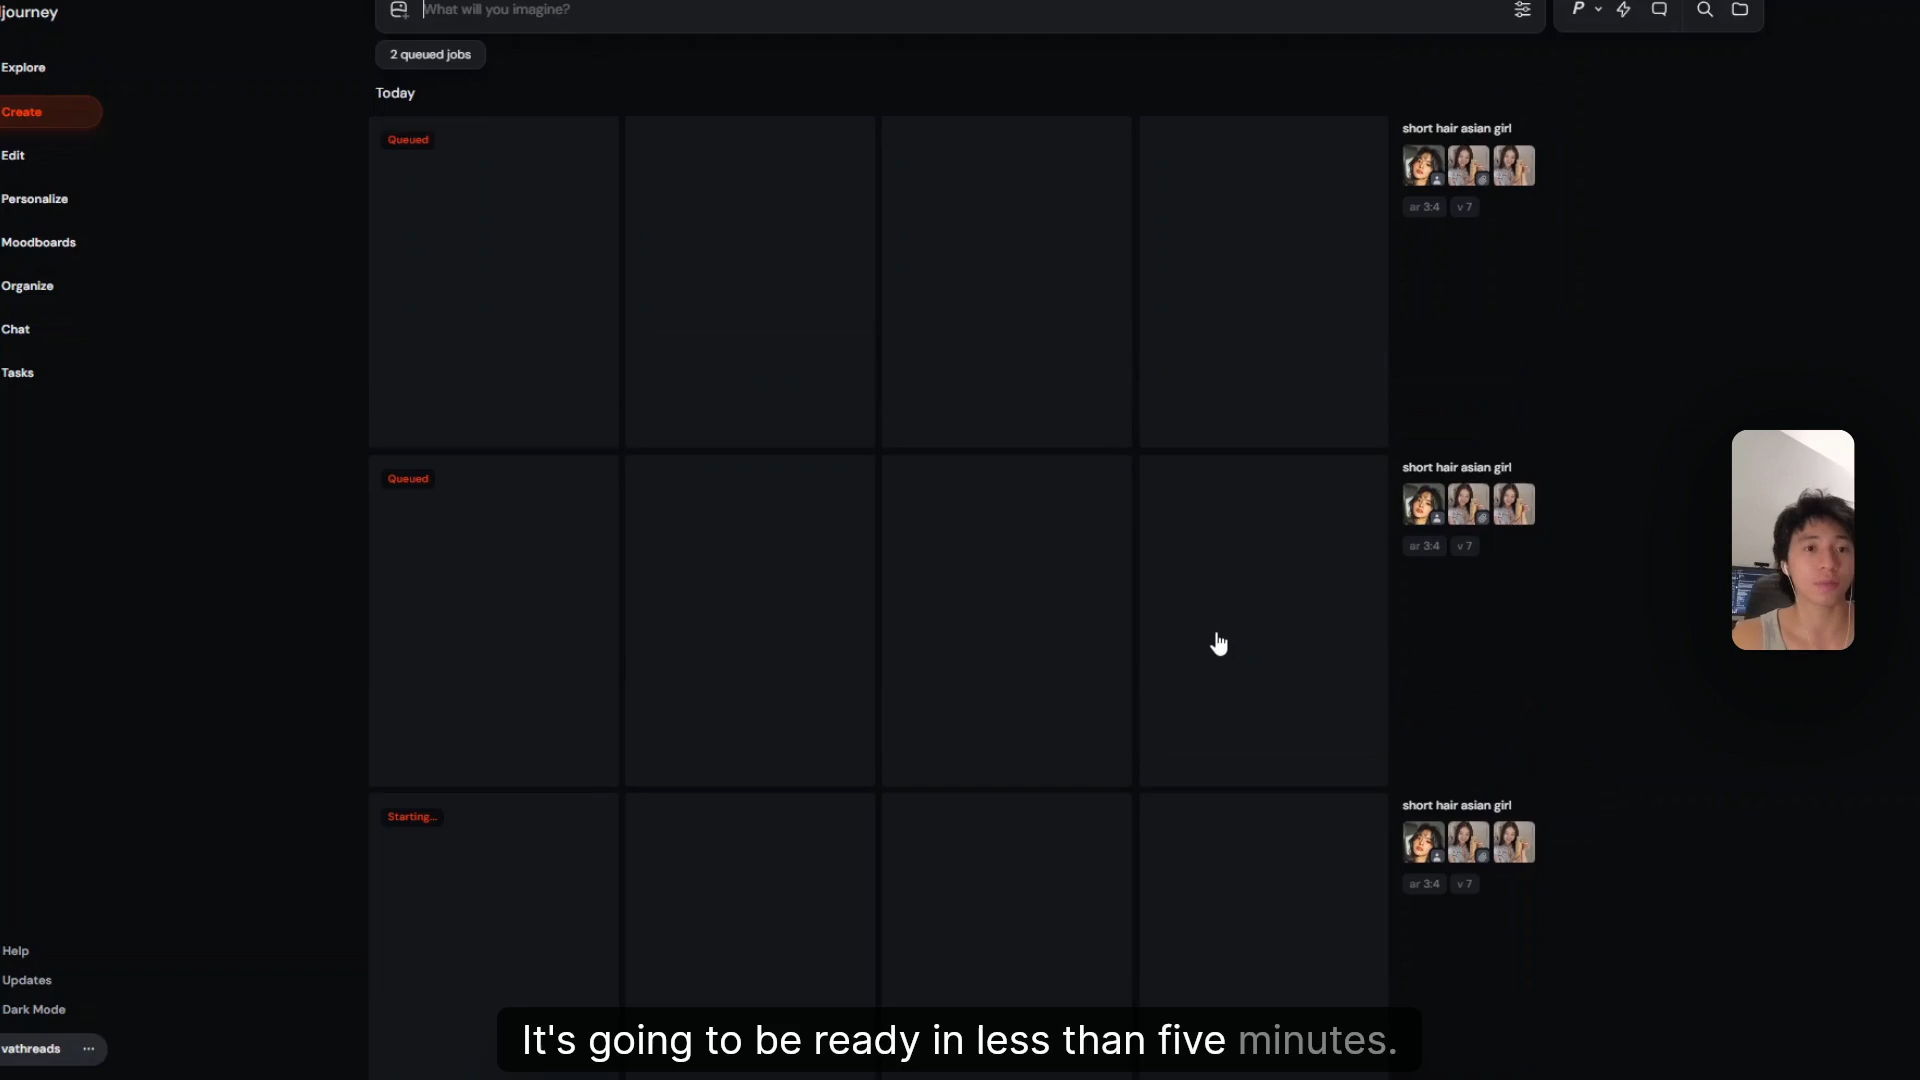 journey
What will you imagine?
P
2 queued jobs
Today
Explore
Create
Edit
Personalize
Moodboards
Organize
Chat
Tasks
Queued
short hair asian girl
ar 3:4 v 7
Queued
short hair asian girl
ar 3:4 v 7
Starting...
short hair asian girl
ar 3:4 v 7
Help
Updates
Dark Mode
vathreads ...
It's going to be ready in less than five minutes.